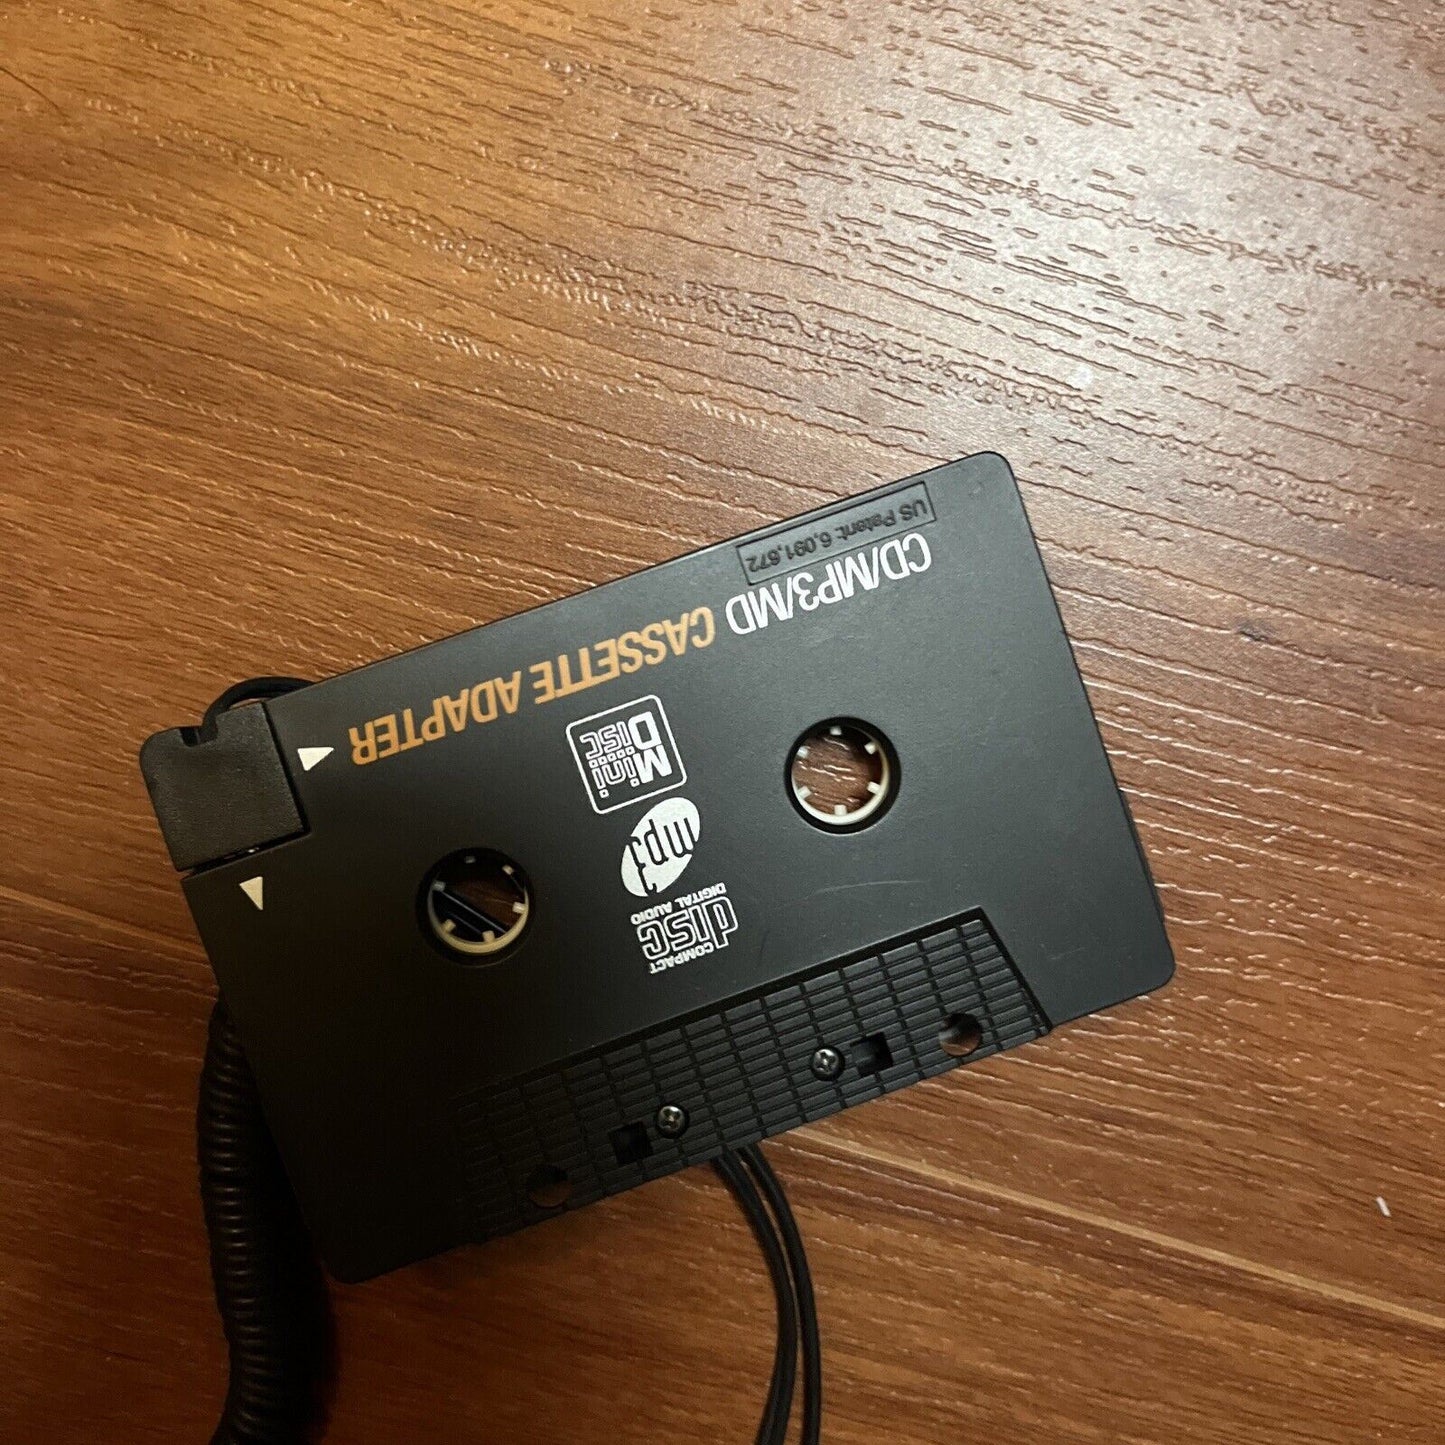 US Patent: 6,091,672
CD/MP3/MD CASSETTE ADAPTER
Mini
Disc
mp3
COMPACT
disc
DIGITAL AUDIO